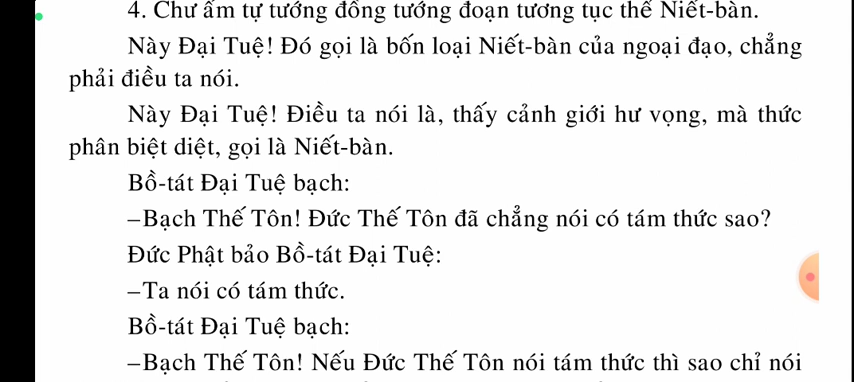 4. Chư ấm tự tướng đồng tướng đoạn tương tục thể Niết-bàn.
Này Đại Tuệ! Đó gọi là bốn loại Niết-bàn của ngoại đạo, chẳng
phải điều ta nói.
Này Đại Tuệ! Điều ta nói là, thấy cảnh giới hư vọng, mà thức
phân biệt diệt, gọi là Niết-bàn.
Bồ-tát Đại Tuệ bạch:
–Bạch Thế Tôn! Đức Thế Tôn đã chẳng nói có tám thức sao?
Đức Phật bảo Bồ-tát Đại Tuệ:
–Ta nói có tám thức.
Bồ-tát Đại Tuệ bạch:
–Bạch Thế Tôn! Nếu Đức Thế Tôn nói tám thức thì sao chỉ nói